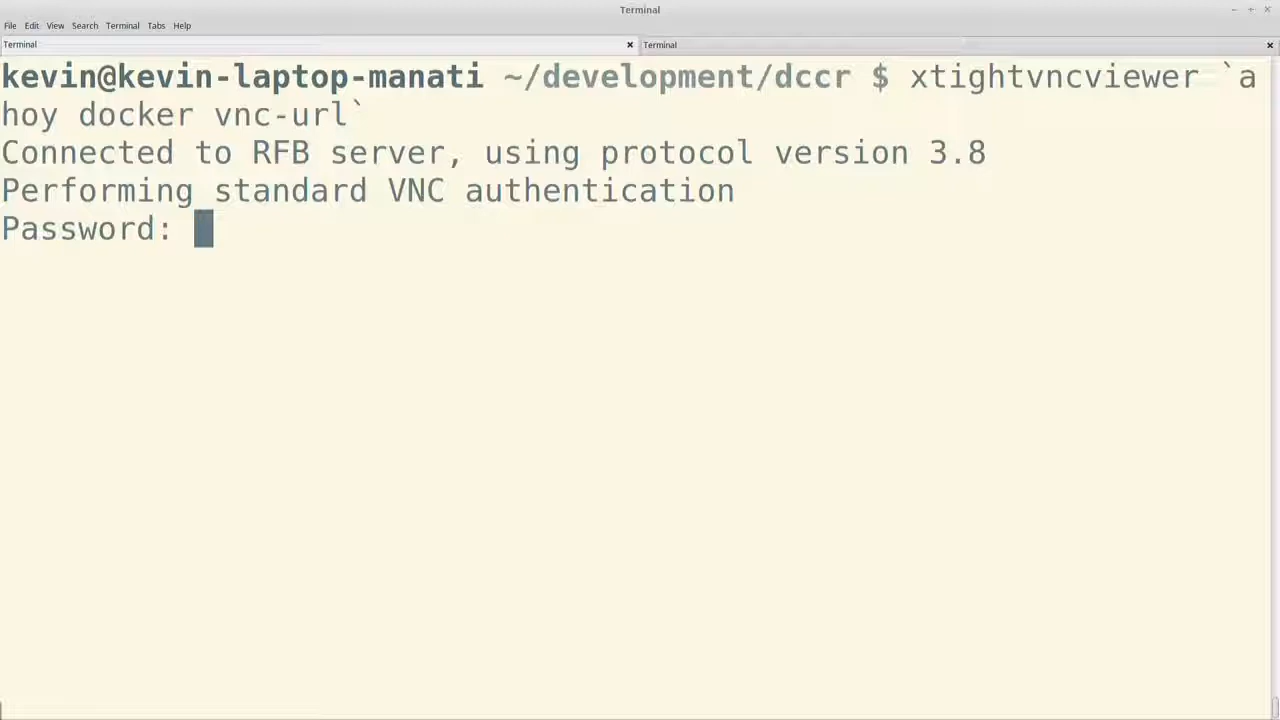 Terminal
File Edit View Search Terminal Tabs Help
Terminal Terminal
kevin@kevin-laptop-manati ~/development/dccr $ xtightvncviewer `a
hoy docker vnc-url`
Connected to RFB server, using protocol version 3.8
Performing standard VNC authentication
Password: